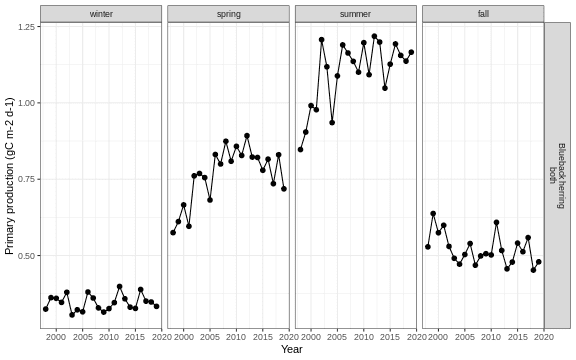 winter
spring
summer
fall
1.25
1.00
0.75
0.50
Primary production (gC m-2 d-1)
Blueback herring
both
2000 2005 2010 2015 2020
2000 2005 2010 2015 2020
2000 2005 2010 2015 2020
2000 2005 2010 2015 2020
Year